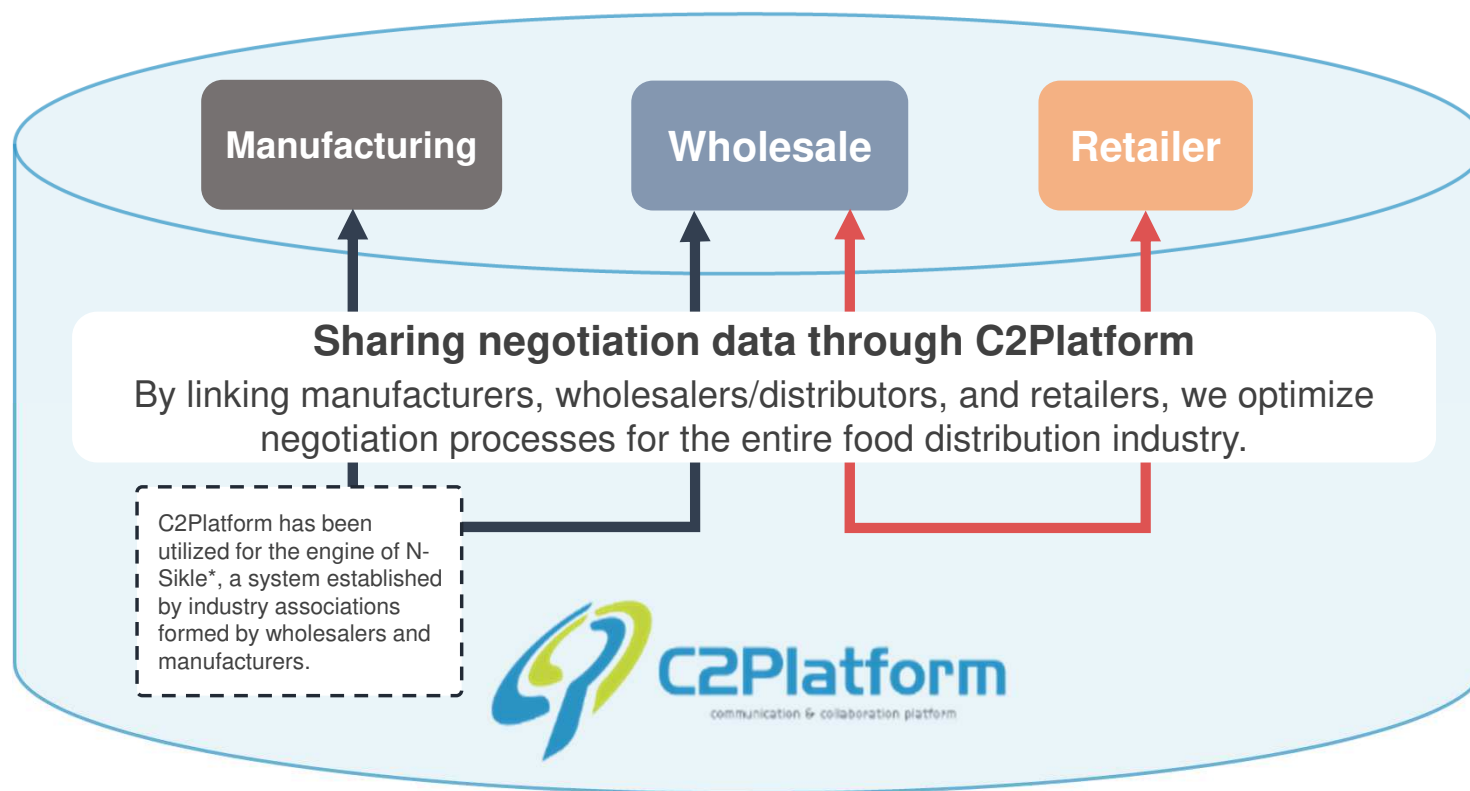 Manufacturing
Wholesale
Retailer
Sharing negotiation data through C2Platform
By linking manufacturers, wholesalers/distributors, and retailers, we optimize
negotiation processes for the entire food distribution industry.
C2Platform has been
utilized for the engine of N-
Sikle*, a system established
by industry associations
formed by wholesalers and
manufacturers.
C2Platform
communication & collaboration platform